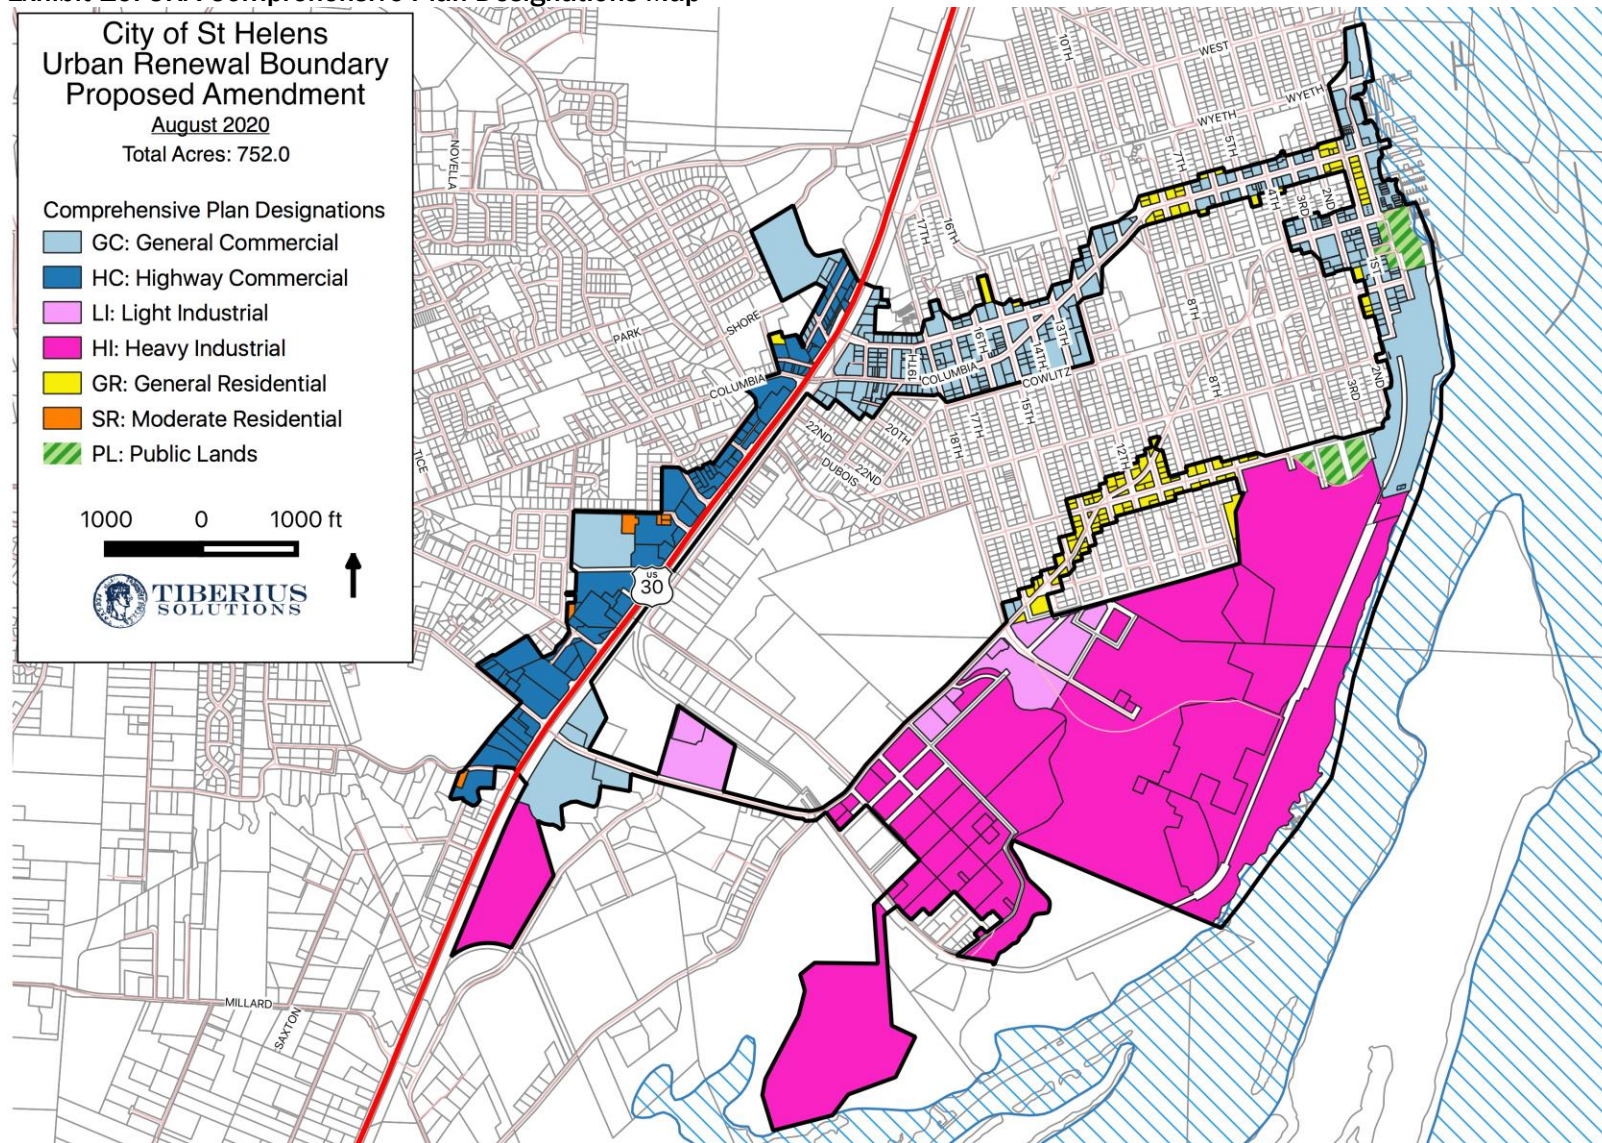 City of St Helens
Urban Renewal Boundary
Proposed Amendment
August 2020
Total Acres: 752.0
Comprehensive Plan Designations
GC: General Commercial
HC: Highway Commercial
LI: Light Industrial
HI: Heavy Industrial
GR: General Residential
SR: Moderate Residential
PL: Public Lands
1000 0 1000 ft
TIBERIUS
SOLUTIONS
10TH
WEST
WYETH
WYETH
NOVELLA
7TH
5TH
4TH
3RD
2ND
17TH
16TH
1ST
8TH
PARK
SHORE
16TH
13TH
14TH
19TH
COLUMBIA
COLUMBIA
COWLITZ
8TH
2ND
3RD
15TH
17TH
18TH
20TH
22ND
22ND
DUBOIS
12TH
TICE
US
30
MILLARD
SAXTON